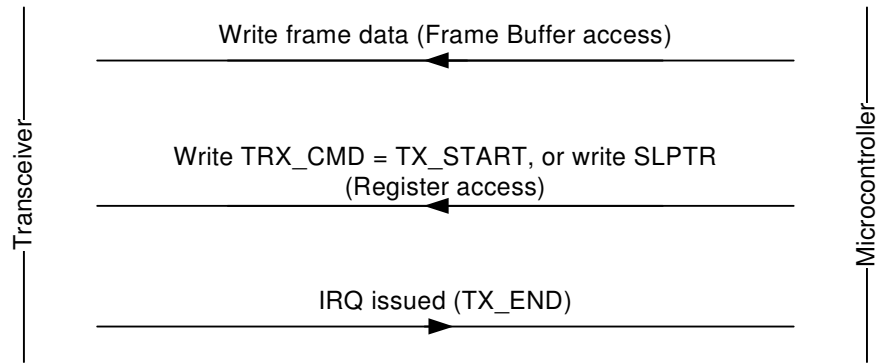 Write frame data (Frame Buffer access)
Transceiver
Microcontroller
Write TRX_CMD = TX_START, or write SLPTR
(Register access)
IRQ issued (TX_END)